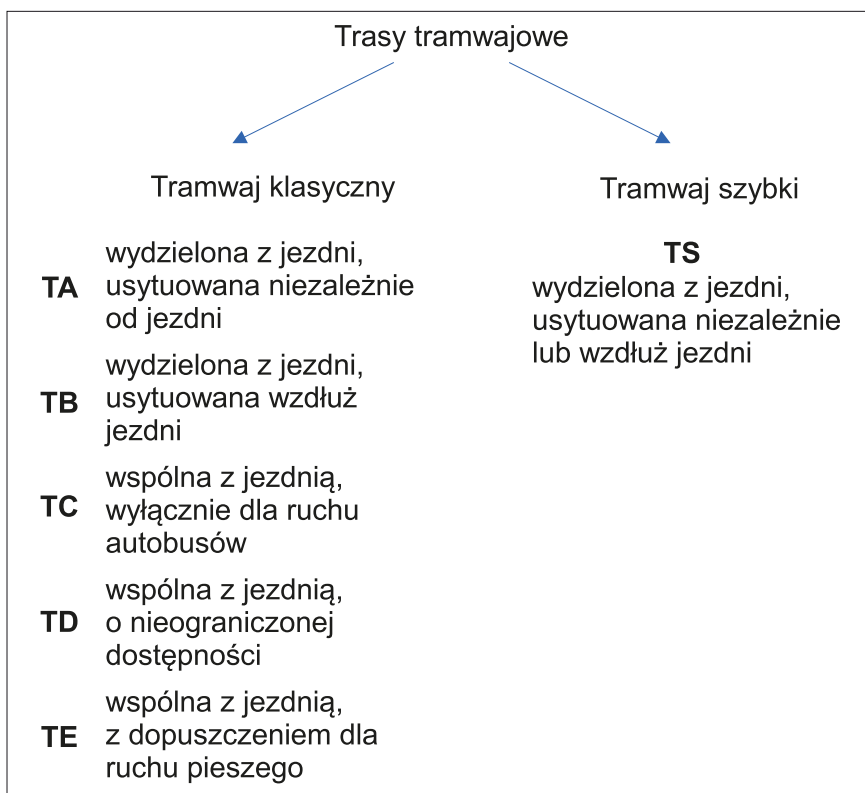 Trasy tramwajowe
Tramwaj klasyczny
TA
wydzielona z jezdni,
usytuowana niezależnie
od jezdni
TB
wydzielona z jezdni,
usytuowana wzdłuż
jezdni
TC
wspólna z jezdnią,
wyłącznie dla ruchu
autobusów
TD
wspólna z jezdnią,
o nieograniczonej
dostępności
TE
wspólna z jezdnią,
z dopuszczeniem dla
ruchu pieszego
Tramwaj szybki
TS
wydzielona z jezdni,
usytuowana niezależnie
lub wzdłuż jezdni